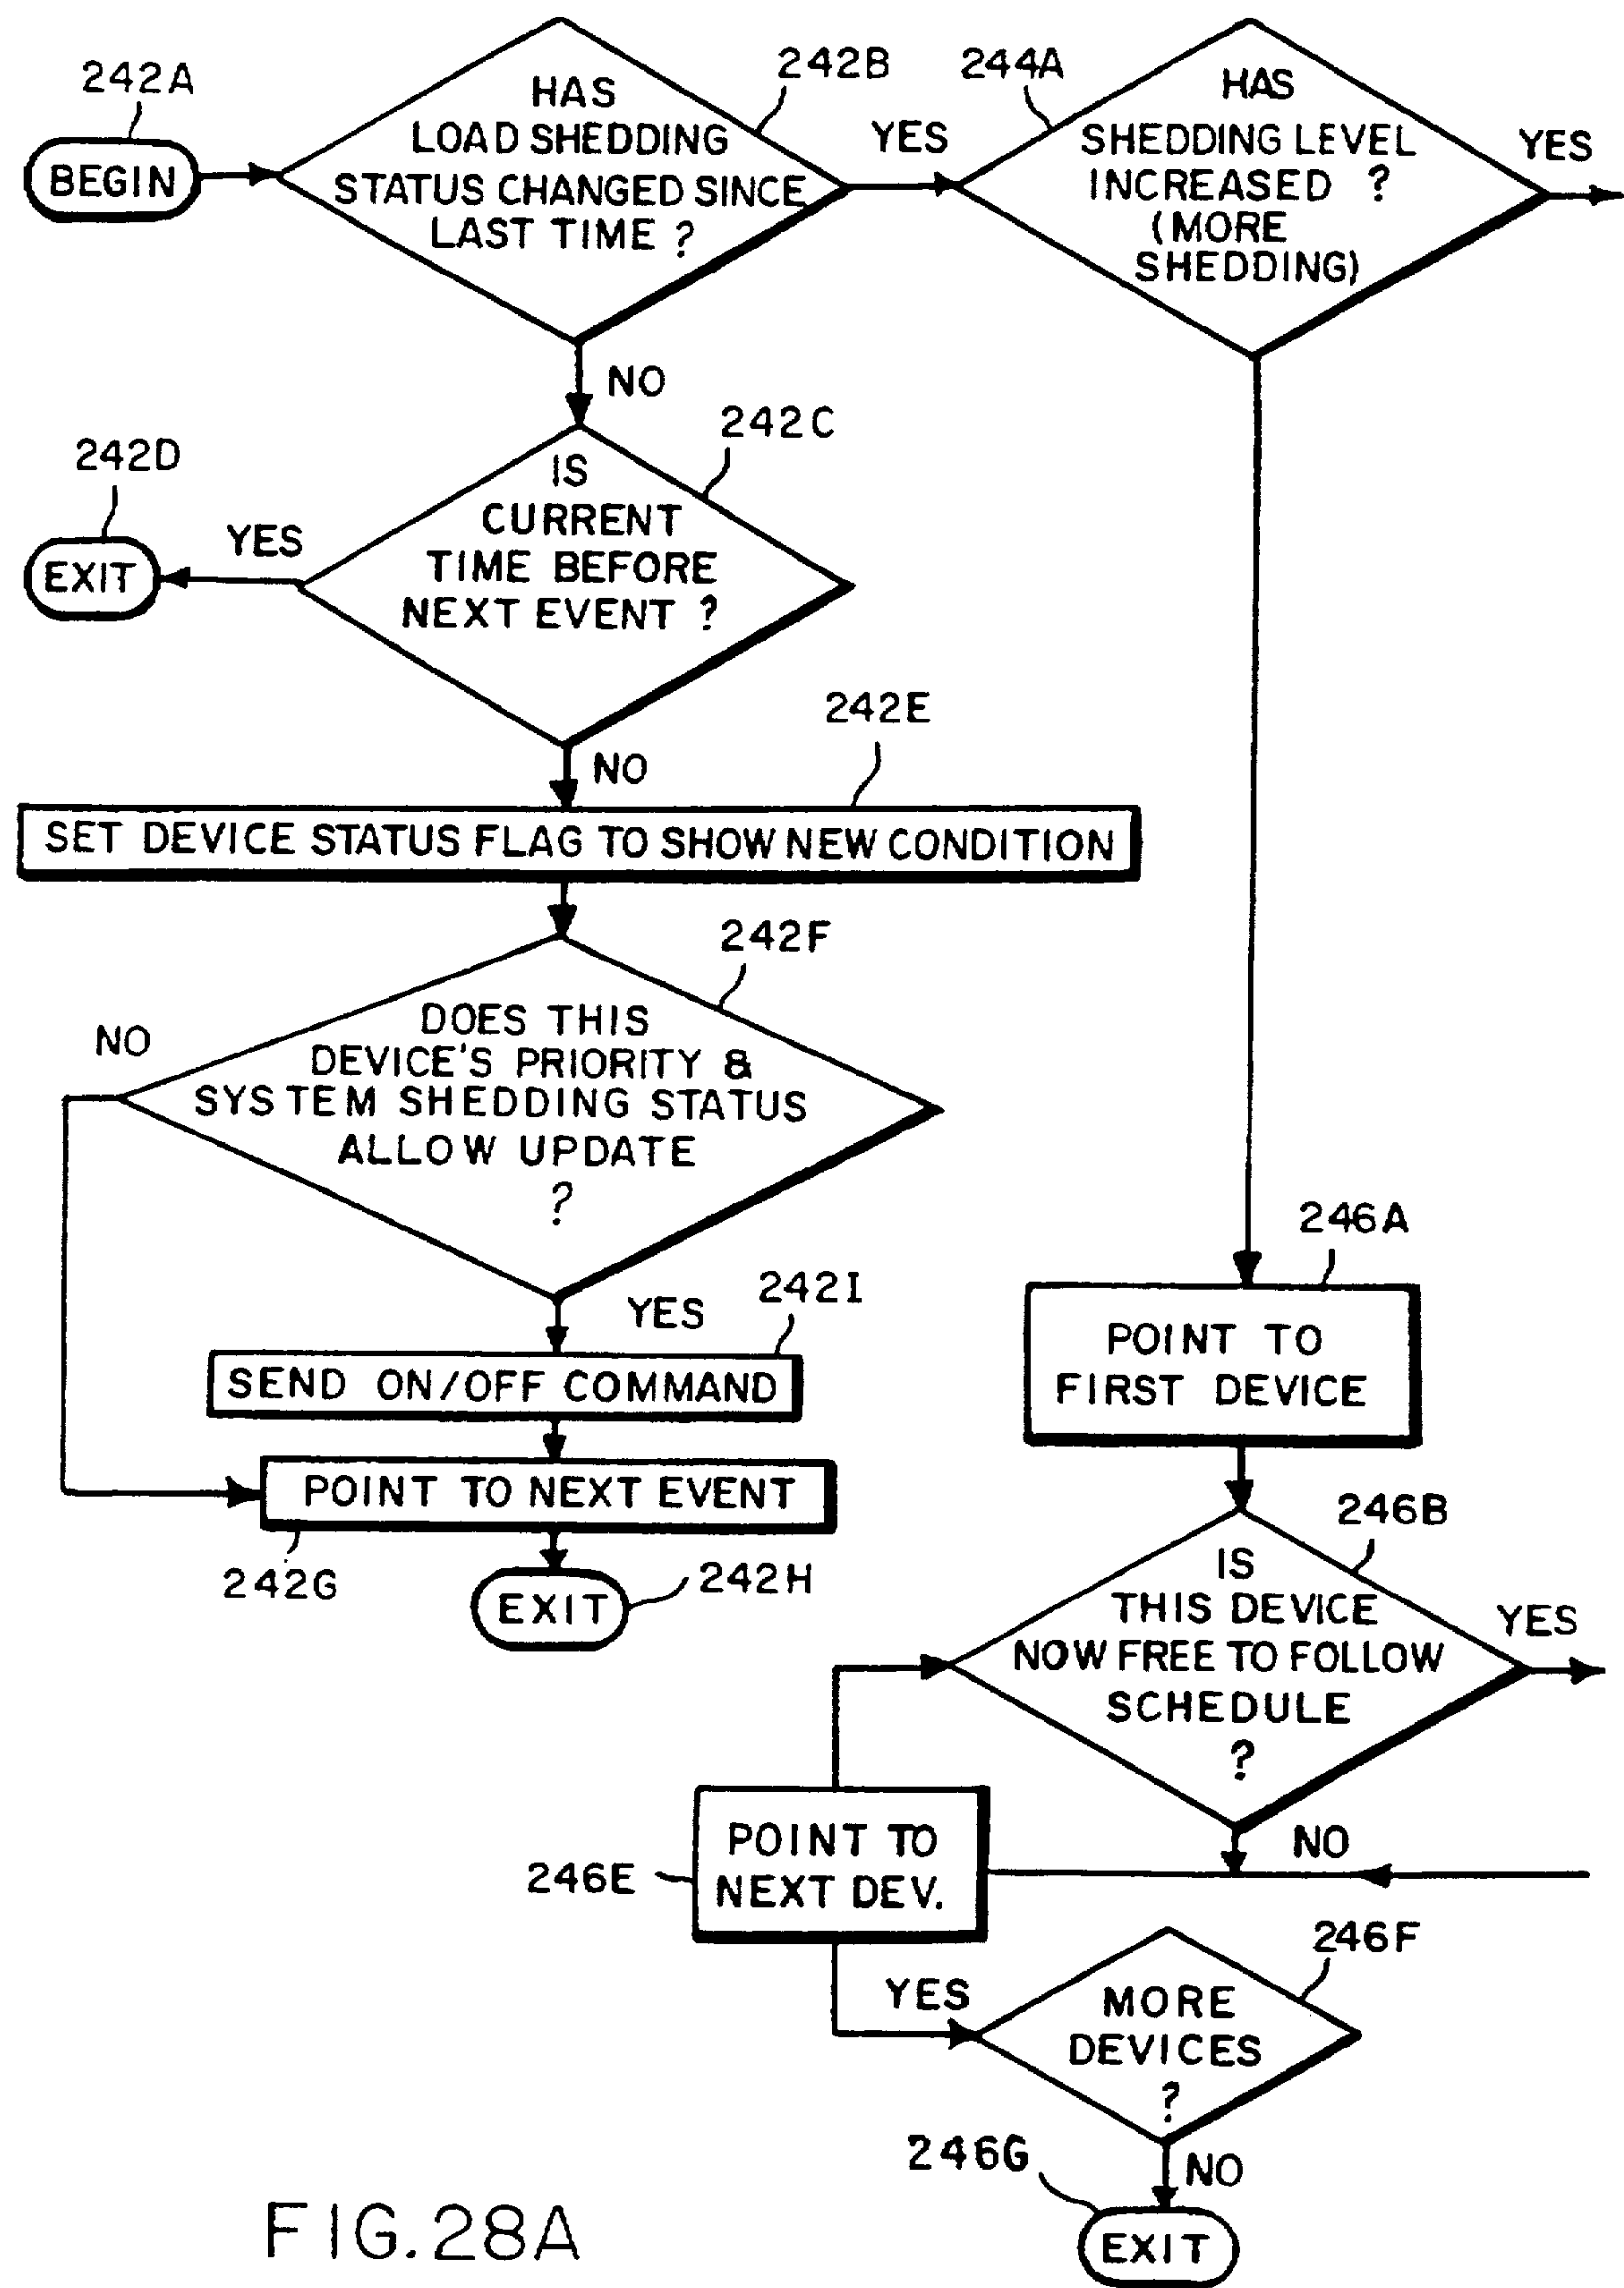 242A
BEGIN
242B
HAS
LOAD SHEDDING
STATUS CHANGED SINCE
LAST TIME ?
YES
NO
244A
HAS
SHEDDING LEVEL
INCREASED ?
(MORE
SHEDDING)
YES
242C
IS
CURRENT
TIME BEFORE
NEXT EVENT ?
YES
242D
EXIT
NO
242E
SET DEVICE STATUS FLAG TO SHOW NEW CONDITION
242F
DOES THIS
DEVICE'S PRIORITY &
SYSTEM SHEDDING STATUS
ALLOW UPDATE
?
NO
YES
242I
SEND ON/OFF COMMAND
POINT TO NEXT EVENT
242G
EXIT
242H
246A
POINT TO
FIRST DEVICE
246B
IS
THIS DEVICE
NOW FREE TO FOLLOW
SCHEDULE
?
YES
NO
246E
POINT TO
NEXT DEV.
YES
246F
MORE
DEVICES
?
NO
246G
EXIT
FIG.28A